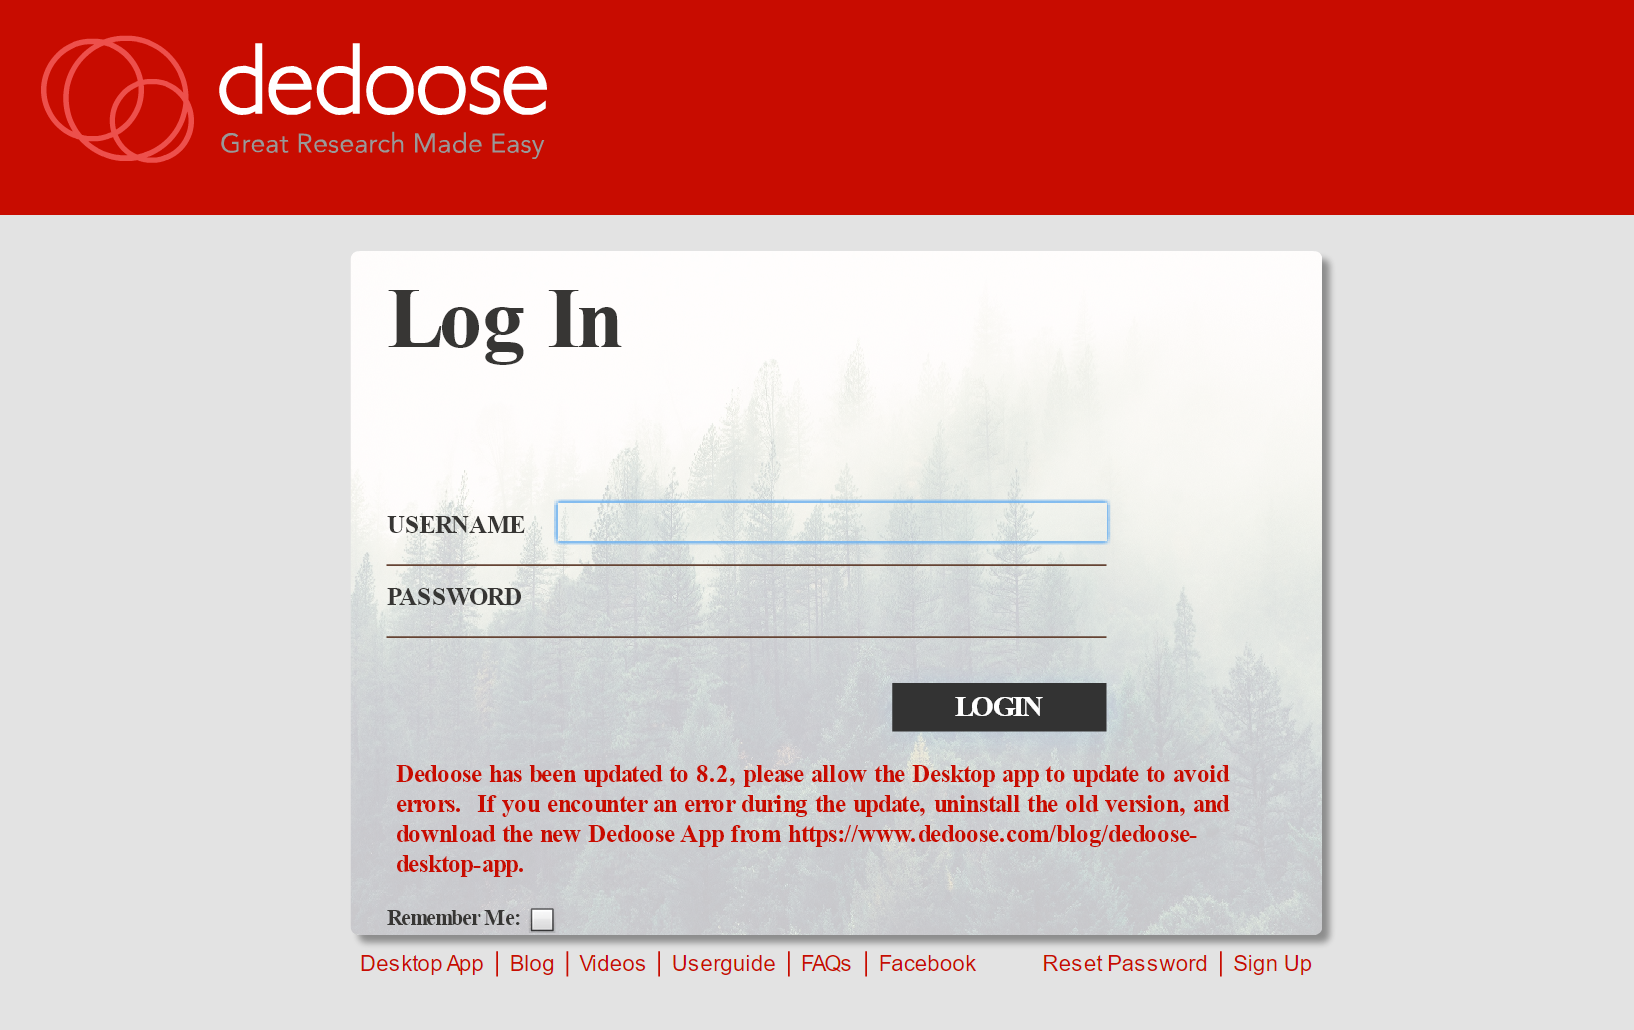 dedoose
Great Research Made Easy
Log In
USERNAME
PASSWORD
LOGIN
Dedoose has been updated to 8.2, please allow the Desktop app to update to avoid
errors.  If you encounter an error during the update, uninstall the old version, and
download the new Dedoose App from https://www.dedoose.com/blog/dedoose-
desktop-app.
Remember Me:
Desktop App | Blog | Videos | Userguide | FAQs | Facebook Reset Password | Sign Up